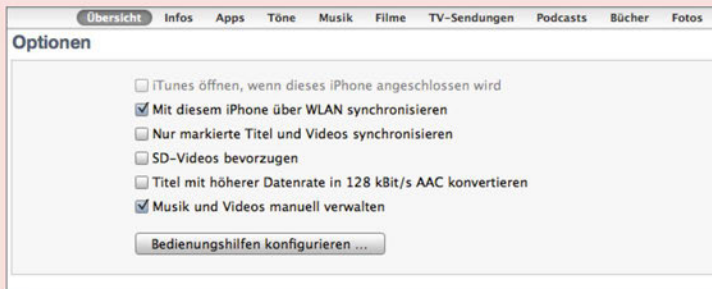 Übersicht Infos Apps Töne Musik Filme TV-Sendungen Podcasts Bücher Fotos
Optionen
iTunes öffnen, wenn dieses iPhone angeschlossen wird
Mit diesem iPhone über WLAN synchronisieren
Nur markierte Titel und Videos synchronisieren
SD-Videos bevorzugen
Titel mit höherer Datenrate in 128 kBit/s AAC konvertieren
Musik und Videos manuell verwalten
Bedienungshilfen konfigurieren ...